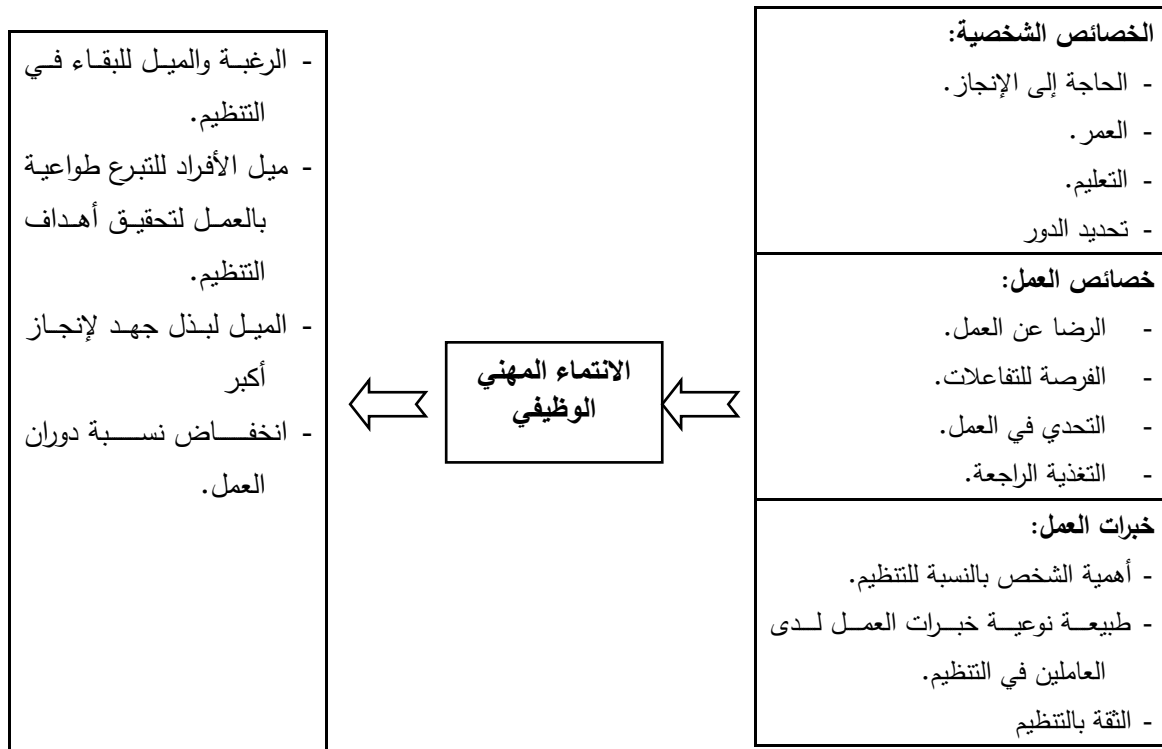 الخصائص الشخصية:
- الحاجة إلى الإنجاز.
- العمر.
- التعليم.
- تحديد الدور
خصائص العمل:
- الرضا عن العمل.
- الفرصة للتفاعلات.
- التحدي في العمل.
- التغذية الراجعة.
خبرات العمل:
- أهمية الشخص بالنسبة للتنظيم.
- طبيعة نوعية خبرات العمل لدى
العاملين في التنظيم.
- الثقة بالتنظيم
الانتماء المهني
الوظيفي
- الرغبة والميل للبقاء في
التنظيم.
- ميل الأفراد للتبرع طواعية
بالعمل لتحقيق أهداف
التنظيم.
- الميل لبذل جهد لإنجاز
أكبر
- انخفاض نسبة دوران
العمل.